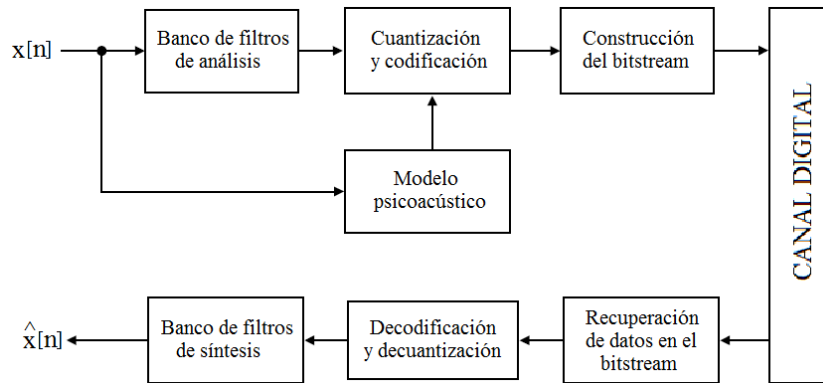 x[n]
Banco de filtros
de análisis
Cuantización
y codificación
Construcción
del bitstream
Modelo
psicoacústico
CANAL DIGITAL
x̂[n]
Banco de filtros
de síntesis
Decodificación
y decuantización
Recuperación
de datos en el
bitstream